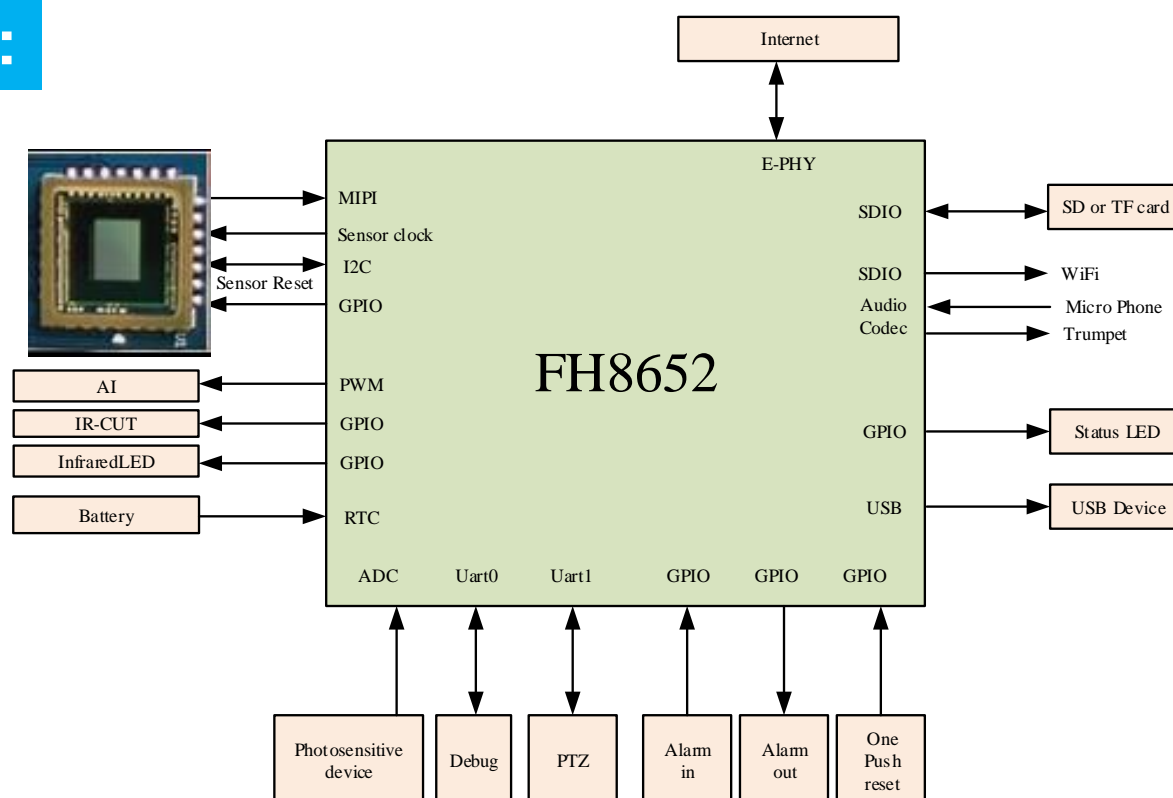 Internet
E-PHY
MIPI
SDIO
SD or TF card
Sensor clock
I2C
SDIO
WiFi
Sensor Reset
GPIO
Audio
Codec
Micro Phone
Trumpet
FH8652
AI
PWM
IR-CUT
GPIO
GPIO
Status LED
InfraredLED
GPIO
Battery
RTC
USB
USB Device
ADC
Uart0
Uart1
GPIO
GPIO
GPIO
Photosensitive
device
Debug
PTZ
Alarm
in
Alarm
out
One
Push
reset